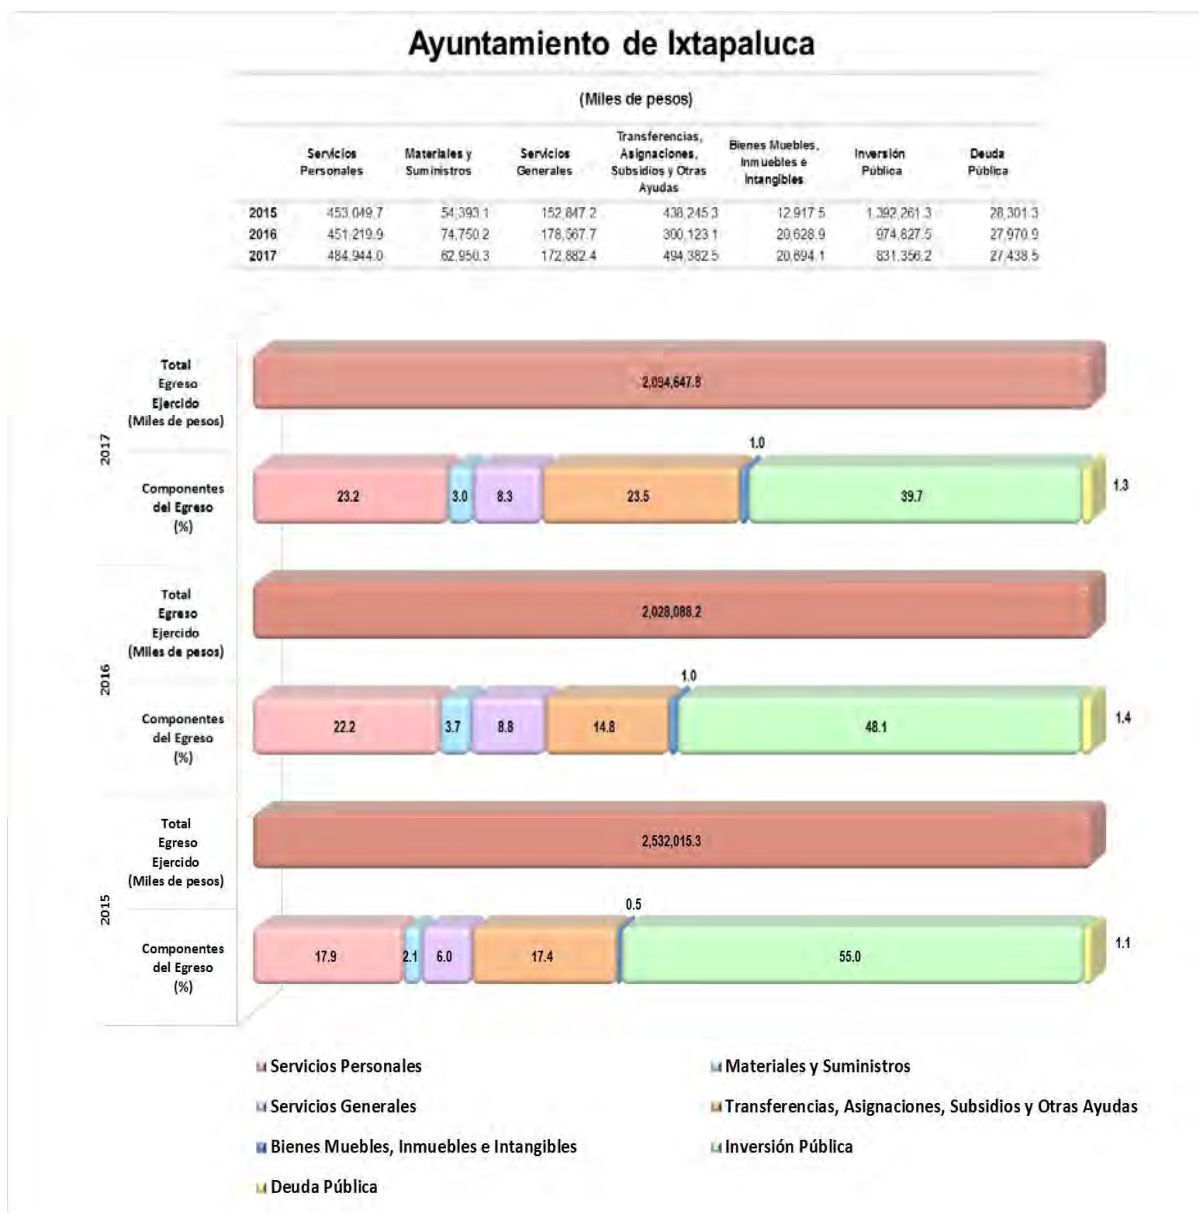 Ayuntamiento de Ixtapaluca
(Miles de pesos)
Servicios Personales
Materiales y Suministros
Servicios Generales
Transferencias, Asignaciones, Subsidios y Otras Ayudas
Bienes Muebles, Inmuebles e Intangibles
Inversión Pública
Deuda Pública
2015 453,049.7 54,393.1 152,847.2 438,245.3 12,917.5 1,392,261.3 28,301.3
2016 451,219.9 74,750.2 178,567.7 300,123.1 20,628.9 974,827.5 27,970.9
2017 484,944.0 62,950.3 172,882.4 494,382.5 20,694.1 831,356.2 27,438.5
2017
Total
Egreso
Ejercido
(Miles de pesos)
2,094,647.8
Componentes
del Egreso
(%)
23.2 3.0 8.3 23.5 1.0 39.7 1.3
2016
Total
Egreso
Ejercido
(Miles de pesos)
2,028,088.2
Componentes
del Egreso
(%)
22.2 3.7 8.8 14.8 1.0 48.1 1.4
2015
Total
Egreso
Ejercido
(Miles de pesos)
2,532,015.3
Componentes
del Egreso
(%)
17.9 2.1 6.0 17.4 0.5 55.0 1.1
Servicios Personales
Materiales y Suministros
Servicios Generales
Transferencias, Asignaciones, Subsidios y Otras Ayudas
Bienes Muebles, Inmuebles e Intangibles
Inversión Pública
Deuda Pública